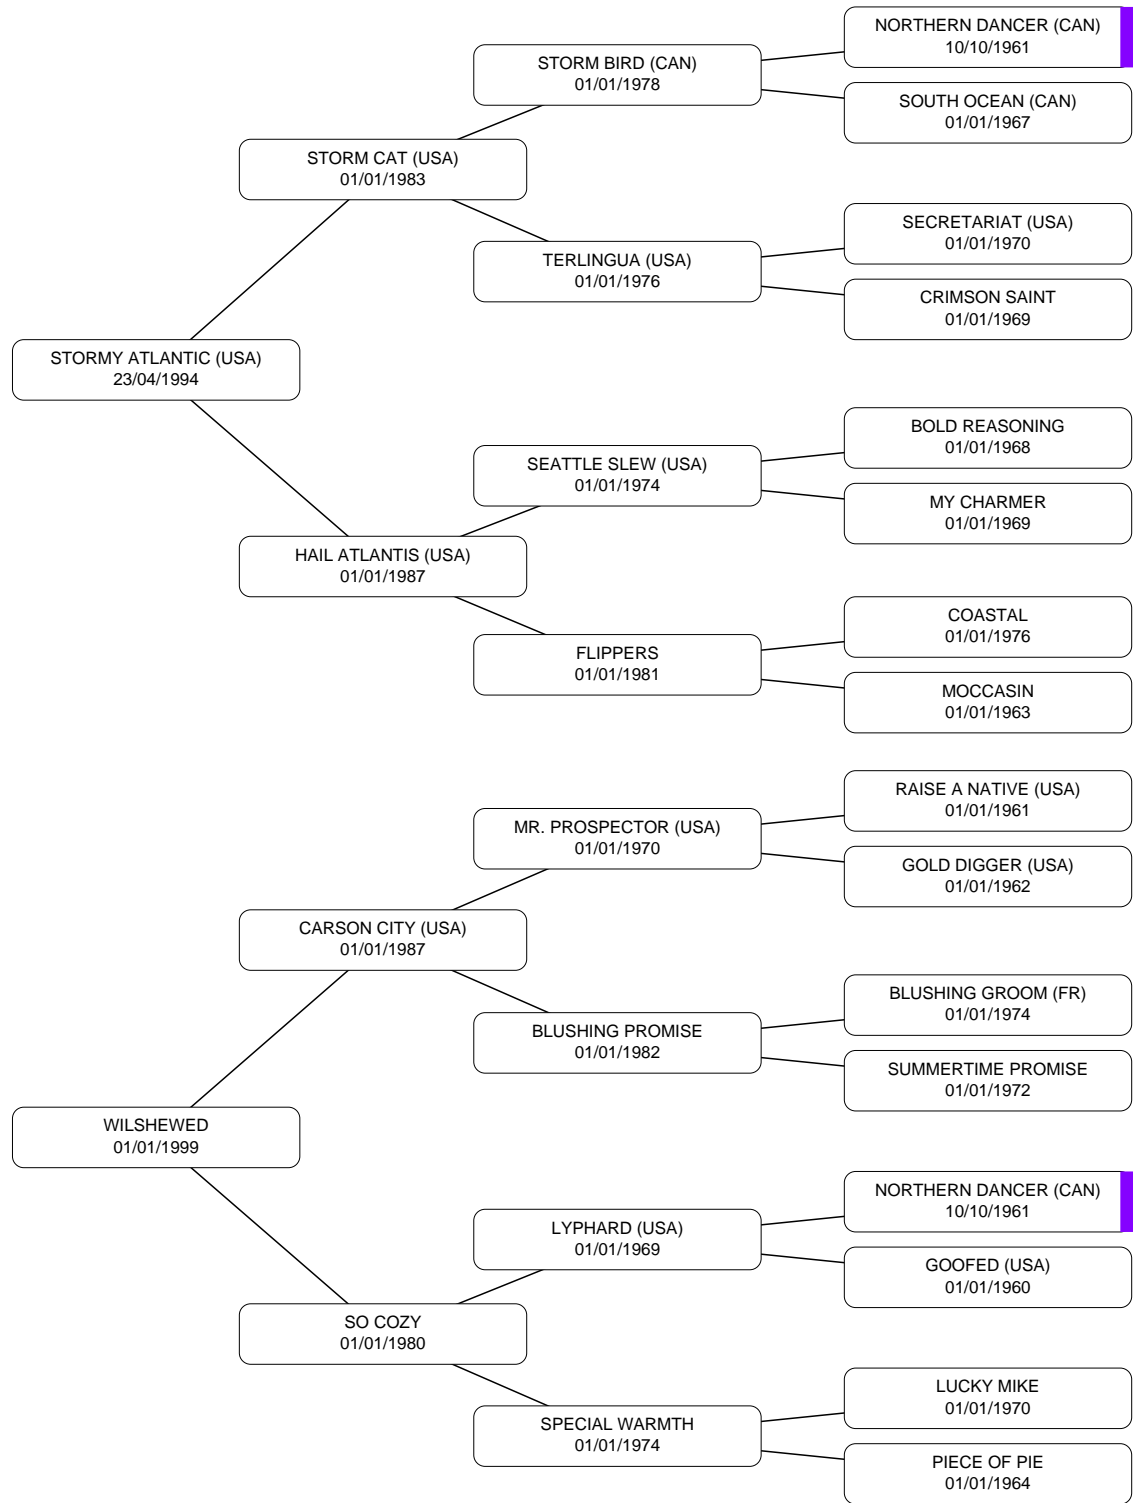 NORTHERN DANCER (CAN)
10/10/1961
STORM BIRD (CAN)
01/01/1978
SOUTH OCEAN (CAN)
01/01/1967
STORM CAT (USA)
01/01/1983
SECRETARIAT (USA)
01/01/1970
TERLINGUA (USA)
01/01/1976
CRIMSON SAINT
01/01/1969
STORMY ATLANTIC (USA)
23/04/1994
BOLD REASONING
01/01/1968
SEATTLE SLEW (USA)
01/01/1974
MY CHARMER
01/01/1969
HAIL ATLANTIS (USA)
01/01/1987
COASTAL
01/01/1976
FLIPPERS
01/01/1981
MOCCASIN
01/01/1963
RAISE A NATIVE (USA)
01/01/1961
MR. PROSPECTOR (USA)
01/01/1970
GOLD DIGGER (USA)
01/01/1962
CARSON CITY (USA)
01/01/1987
BLUSHING GROOM (FR)
01/01/1974
BLUSHING PROMISE
01/01/1982
SUMMERTIME PROMISE
01/01/1972
WILSHEWED
01/01/1999
NORTHERN DANCER (CAN)
10/10/1961
LYPHARD (USA)
01/01/1969
GOOFED (USA)
01/01/1960
SO COZY
01/01/1980
LUCKY MIKE
01/01/1970
SPECIAL WARMTH
01/01/1974
PIECE OF PIE
01/01/1964